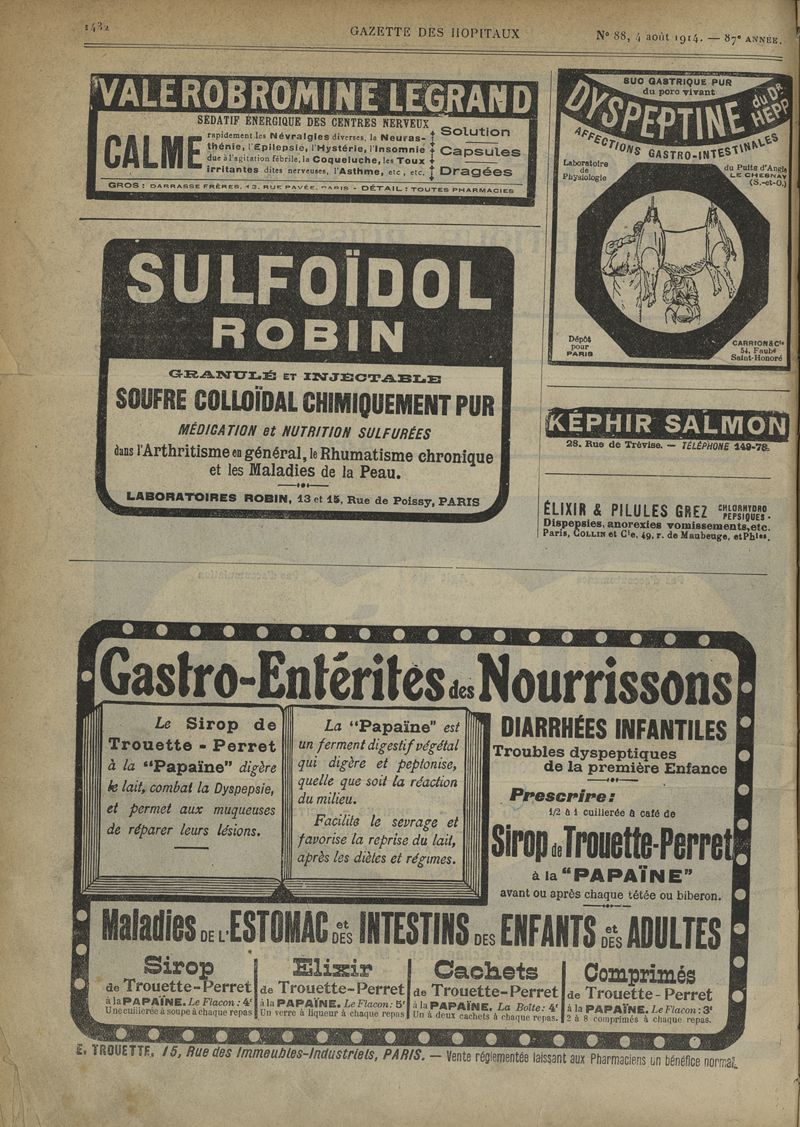 1432
GAZETTE DES HOPITAUX
N° 88, 4 août 1914. — 87e ANNÉE.
VALEROBROMINE LEGRAND
SÉDATIF ÉNERGIQUE DES CENTRES NERVEUX
CALME
rapidement les Névralgies diverses, la Neuras-
thénie, l'Epilepsie, l'Hystérie, l'Insomnie
due à l'agitation fébrile, la Coqueluche, les Toux
irritantes dites nerveuses, l'Asthme, etc, etc.
Solution
Capsules
Dragées
GROS: DARRASSE FRÈRES, 13, RUE PAVÉE, PARIS - DÉTAIL: TOUTES PHARMACIES
SUC GASTRIQUE PUR
du porc vivant
DYSPEPTINE du Dr HEPP
AFFECTIONS GASTRO-INTESTINALES
Laboratoire
de
Physiologie
du Puits d'Angle
LE CHESNAY
(S.-et-O.)
Dépôt
pour
PARIS
CARRION & Cie
54, Faubg
Saint-Honoré
SULFOÏDOL
ROBIN
GRANULÉ ET INJECTABLE
SOUFRE COLLOÏDAL CHIMIQUEMENT PUR
MÉDICATION et NUTRITION SULFURÉES
dans l'Arthritisme en général, le Rhumatisme chronique
et les Maladies de la Peau.
LABORATOIRES ROBIN, 13 et 15, Rue de Poissy, PARIS
KÉPHIR SALMON
28, Rue de Trévise. — TÉLÉPHONE 149-78.
ÉLIXIR & PILULES GREZ CHLORHYDRO
PEPSIQUES.
Dispepsies, anorexies vomissements, etc.
Paris, COLLIN et Cie, 49, r. de Maubeuge, et Phies.
Gastro-Entérites des Nourrissons
Le Sirop de
Trouette-Perret
à la "Papaïne" digère
le lait, combat la Dyspepsie,
et permet aux muqueuses
de réparer leurs lésions.
La "Papaïne" est
un ferment digestif végétal
qui digère et peptonise,
quelle que soit la réaction
du milieu.
Facilite le sevrage et
favorise la reprise du lait,
après les diètes et régimes.
DIARRHÉES INFANTILES
Troubles dyspeptiques
de la première Enfance
Prescrire:
1/2 à 1 cuillerée à café de
Sirop de Trouette-Perret
à la "PAPAÏNE"
avant ou après chaque tétée ou biberon.
Maladies DE L'ESTOMAC et DES INTESTINS DES ENFANTS et DES ADULTES
Sirop
de Trouette-Perret
à la PAPAÏNE. Le Flacon: 4f
Une cuillerée à soupe à chaque repas
Elixir
de Trouette-Perret
à la PAPAÏNE. Le Flacon: 5f
Un verre à liqueur à chaque repas
Cachets
de Trouette-Perret
à la PAPAÏNE. La Boîte: 4f
Un à deux cachets à chaque repas.
Comprimés
de Trouette-Perret
à la PAPAÏNE. Le Flacon: 3f
2 à 8 comprimés à chaque repas.
E. TROUETTE, 15, Rue des Immeubles-Industriels, PARIS. — Vente réglementée laissant aux Pharmaciens un bénéfice normal.